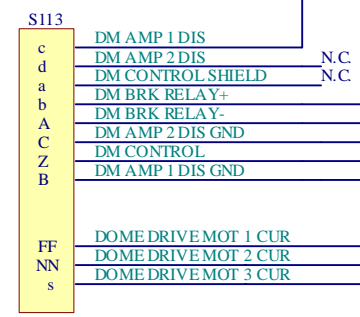 S113
c DM AMP 1 DIS
d DM AMP 2 DIS N.C.
a DM CONTROL SHIELD N.C.
b DM BRK RELAY+
A DM BRK RELAY-
C DM AMP 2 DIS GND
Z DM CONTROL
B DM AMP 1 DIS GND
FF DOME DRIVE MOT 1 CUR
NN DOME DRIVE MOT 2 CUR
s DOME DRIVE MOT 3 CUR